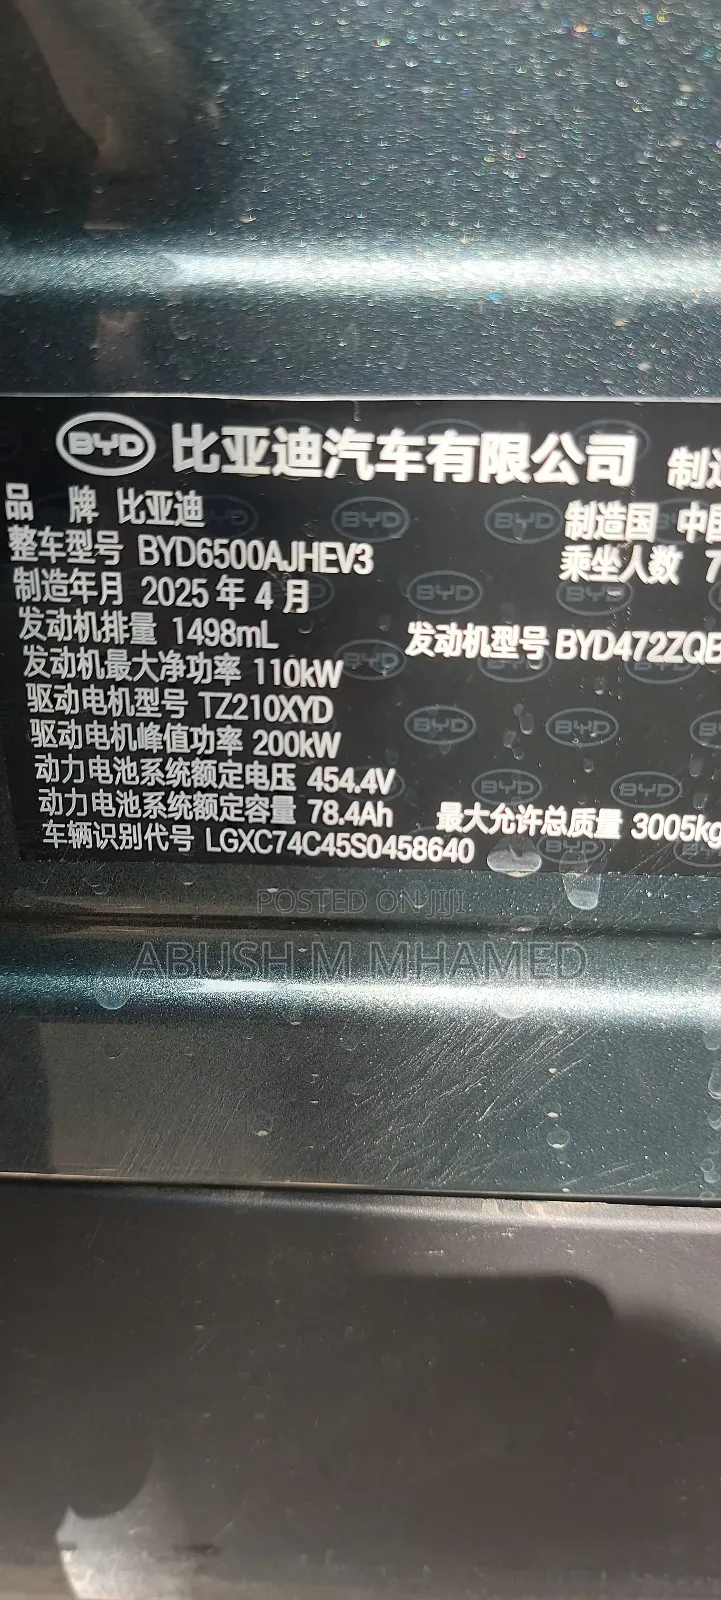 BYD 比亚迪汽车有限公司 制造
品 牌 比亚迪 制造国 中国
整车型号 BYD6500AJHEV3 乘坐人数 7
制造年月 2025 年 4 月
发动机排量 1498mL 发动机型号 BYD472ZQB
发动机最大净功率 110kW
驱动电机型号 TZ210XYD
驱动电机峰值功率 200kW
动力电池系统额定电压 454.4V
动力电池系统额定容量 78.4Ah 最大允许总质量 3005kg
车辆识别代号 LGXC74C45S0458640
POSTED ON JIJI
ABUSH M MHAMED